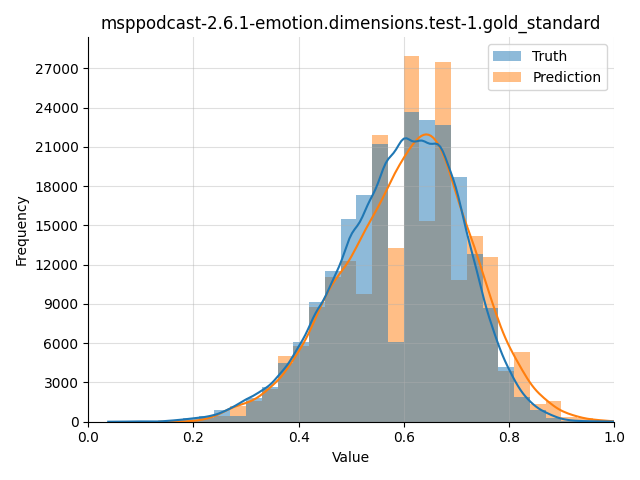 msppodcast-2.6.1-emotion.dimensions.test-1.gold_standard
Truth
Prediction
27000
24000
21000
18000
15000
12000
9000
6000
3000
0
Frequency
0.0 0.2 0.4 0.6 0.8 1.0
Value